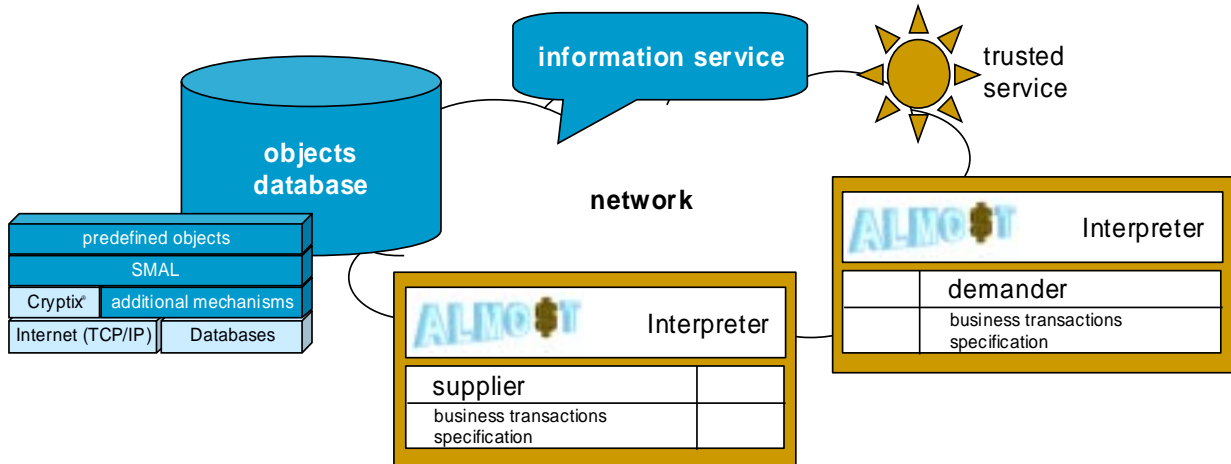 information service
trusted
service
objects
database
network
predefined objects
SMAL
Cryptix®
additional mechanisms
Internet (TCP/IP)
Databases
ALMO$T
Interpreter
supplier
business transactions
specification
ALMO$T
Interpreter
demander
business transactions
specification